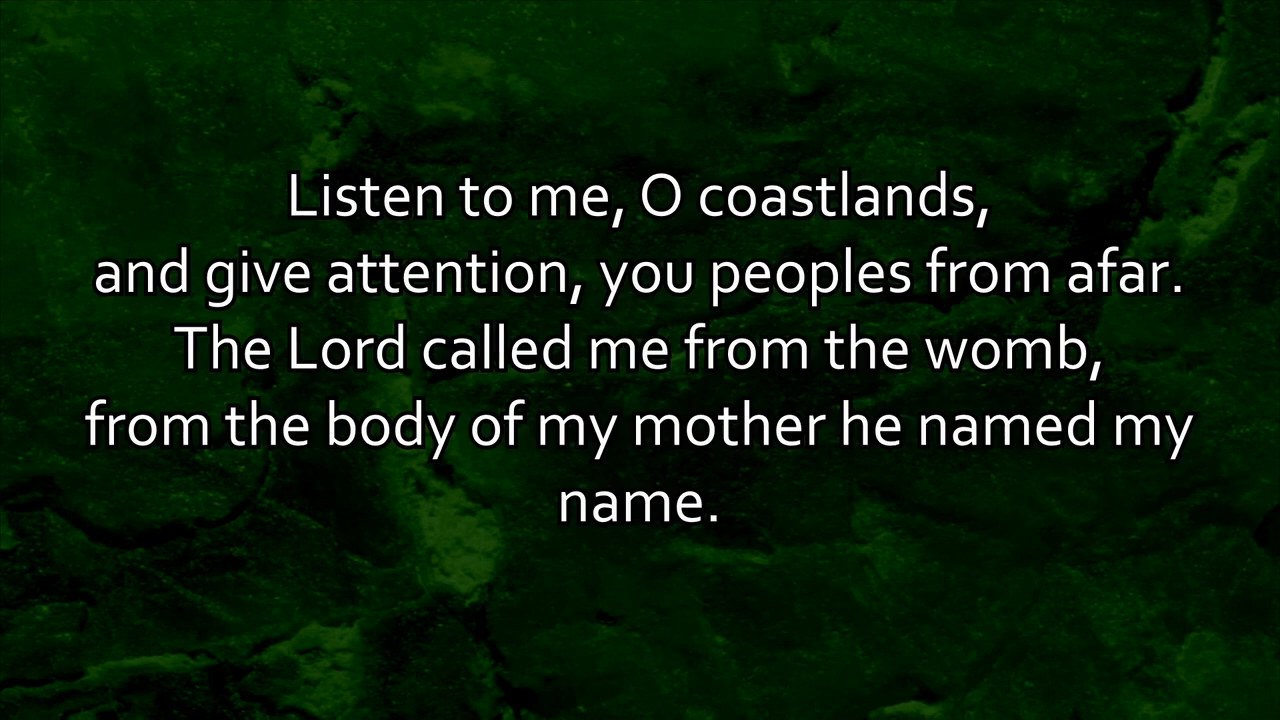 Listen to me, O coastlands,
and give attention, you peoples from afar.
The Lord called me from the womb,
from the body of my mother he named my
name.